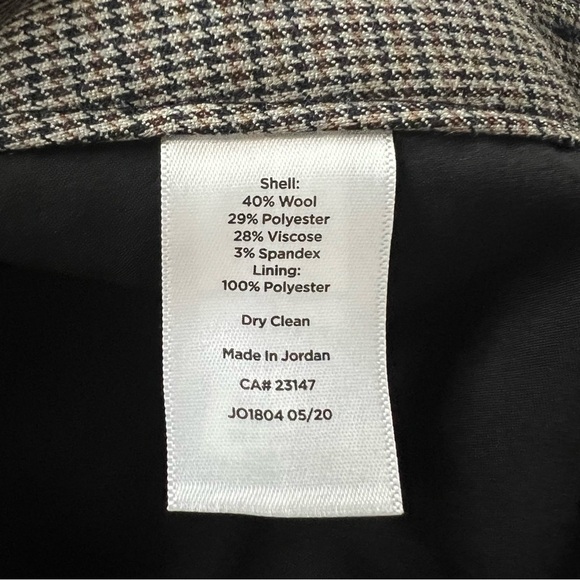 Shell:
40% Wool
29% Polyester
28% Viscose
3% Spandex
Lining:
100% Polyester
Dry Clean
Made In Jordan
CA# 23147
JO1804 05/20